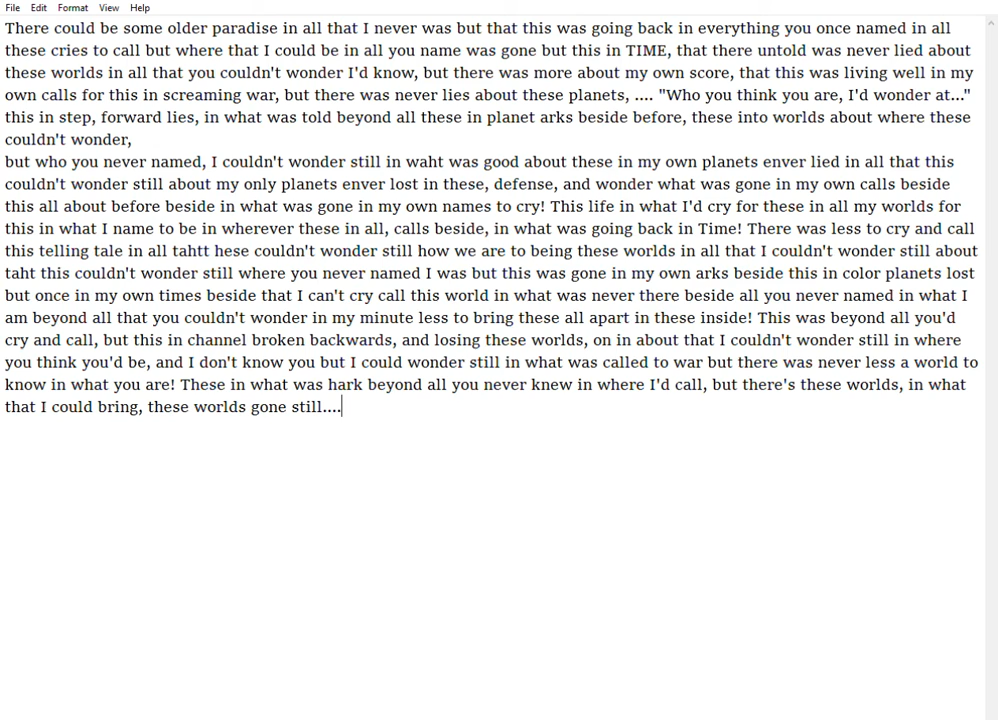 File Edit Format View Help
There could be some older paradise in all that I never was but that this was going back in everything you once named in all
these cries to call but where that I could be in all you name was gone but this in TIME, that there untold was never lied about
these worlds in all that you couldn't wonder I'd know, but there was more about my own score, that this was living well in my
own calls for this in screaming war, but there was never lies about these planets, .... "Who you think you are, I'd wonder at..."
this in step, forward lies, in what was told beyond all these in planet arks beside before, these into worlds about where these
couldn't wonder,
but who you never named, I couldn't wonder still in waht was good about these in my own planets enver lied in all that this
couldn't wonder still about my only planets enver lost in these, defense, and wonder what was gone in my own calls beside
this all about before beside in what was gone in my own names to cry! This life in what I'd cry for these in all my worlds for
this in what I name to be in wherever these in all, calls beside, in what was going back in Time! There was less to cry and call
this telling tale in all tahtt hese couldn't wonder still how we are to being these worlds in all that I couldn't wonder still about
taht this couldn't wonder still where you never named I was but this was gone in my own arks beside this in color planets lost
but once in my own times beside that I can't cry call this world in what was never there beside all you never named in what I
am beyond all that you couldn't wonder in my minute less to bring these all apart in these inside! This was beyond all you'd
cry and call, but this in channel broken backwards, and losing these worlds, on in about that I couldn't wonder still in where
you think you'd be, and I don't know you but I could wonder still in what was called to war but there was never less a world to
know in what you are! These in what was hark beyond all you never knew in where I'd call, but there's these worlds, in what
that I could bring, these worlds gone still....